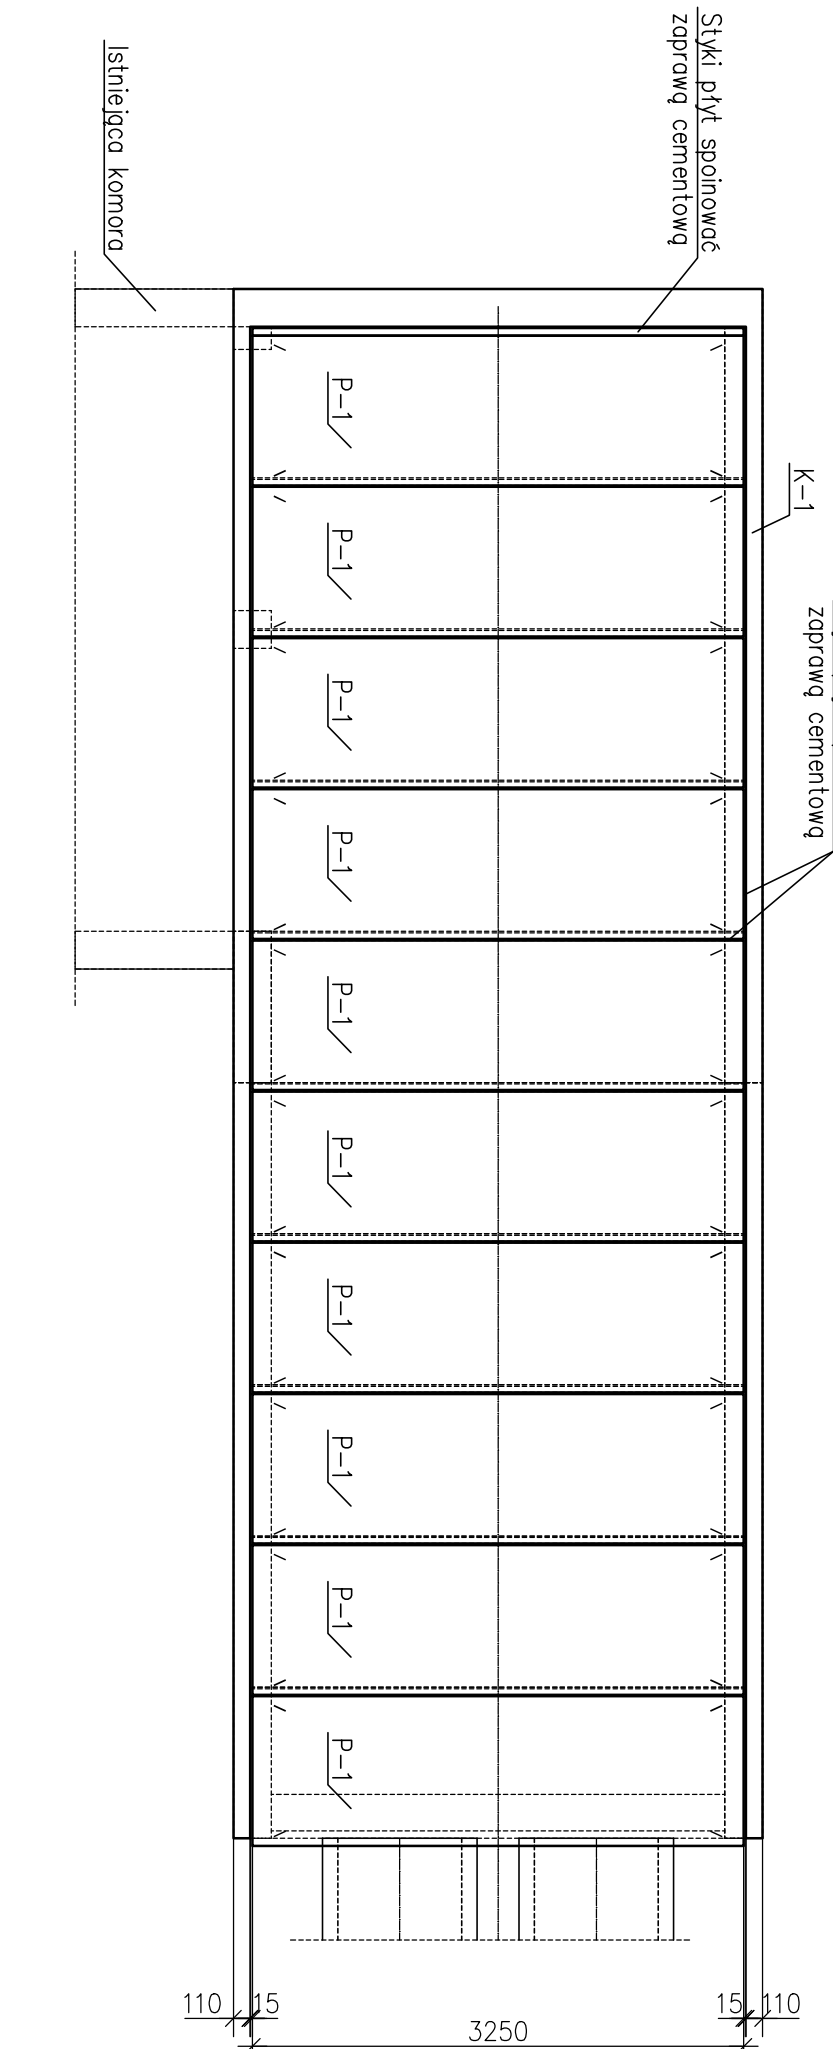 Styki płyt spoinować
zaprawą cementową
Istniejąca komora
K-1
zaprawą cementową
P-1
P-1
P-1
P-1
P-1
P-1
P-1
P-1
P-1
P-1
110
15
3250
15
110